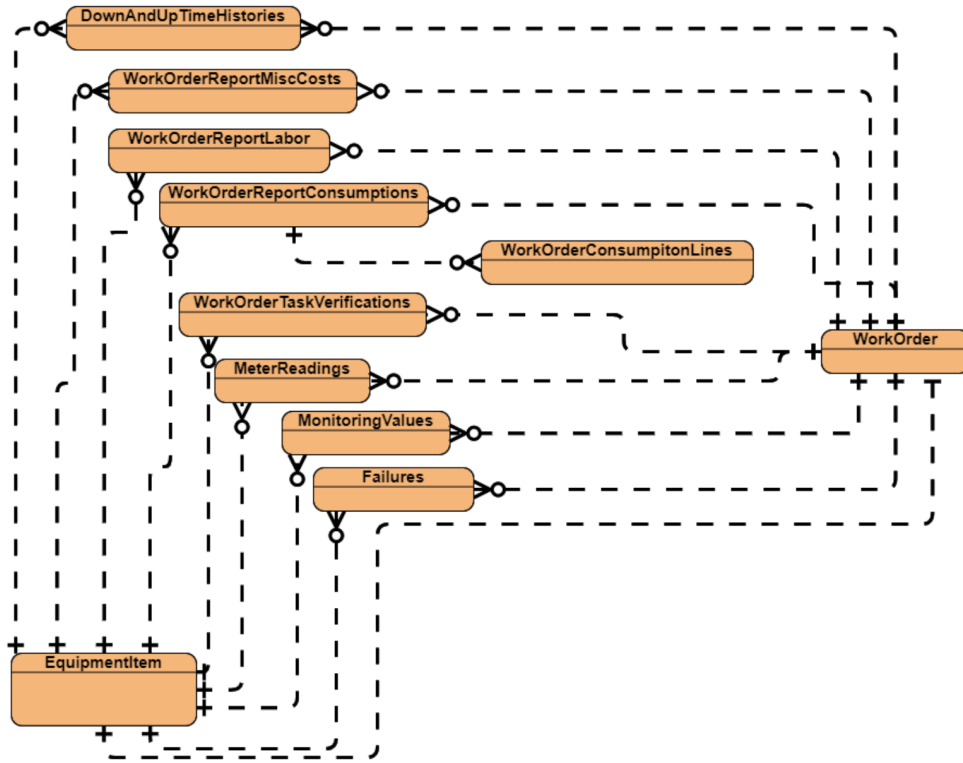 DownAndUpTimeHistories
WorkOrderReportMiscCosts
WorkOrderReportLabor
WorkOrderReportConsumptions
WorkOrderConsumpitonLines
WorkOrderTaskVerifications
WorkOrder
MeterReadings
MonitoringValues
Failures
EquipmentItem